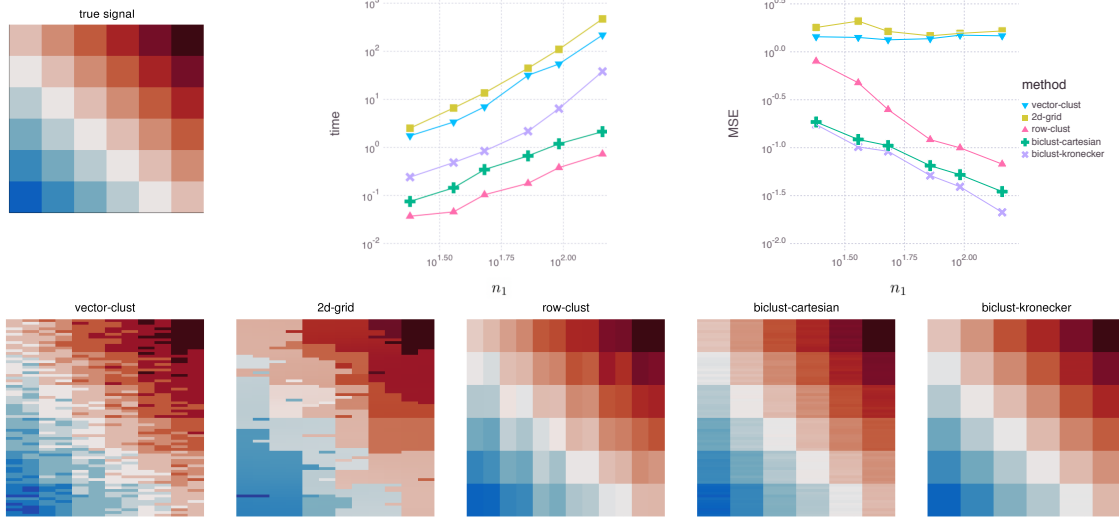 true signal
10^3
10^2
10^1
10^0
10^-1
10^-2
time
10^1.50
10^1.75
10^2.00
n₁
10^0.5
10^0.0
10^-0.5
10^-1.0
10^-1.5
10^-2.0
MSE
10^1.50
10^1.75
10^2.00
n₁
method
vector-clust
2d-grid
row-clust
biclust-cartesian
biclust-kronecker
vector-clust
2d-grid
row-clust
biclust-cartesian
biclust-kronecker